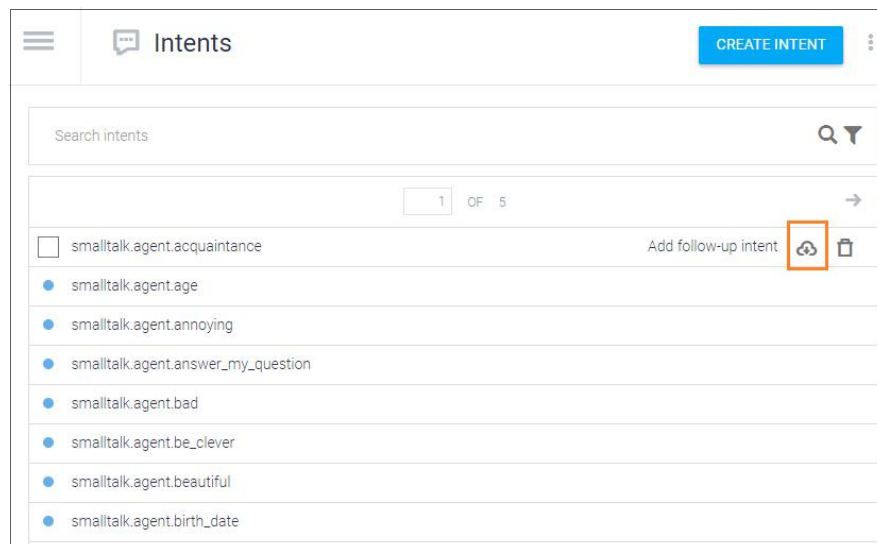 Intents
CREATE INTENT
Search intents
1 OF 5
smalltalk.agent.acquaintance Add follow-up intent
smalltalk.agent.age
smalltalk.agent.annoying
smalltalk.agent.answer_my_question
smalltalk.agent.bad
smalltalk.agent.be_clever
smalltalk.agent.beautiful
smalltalk.agent.birth_date